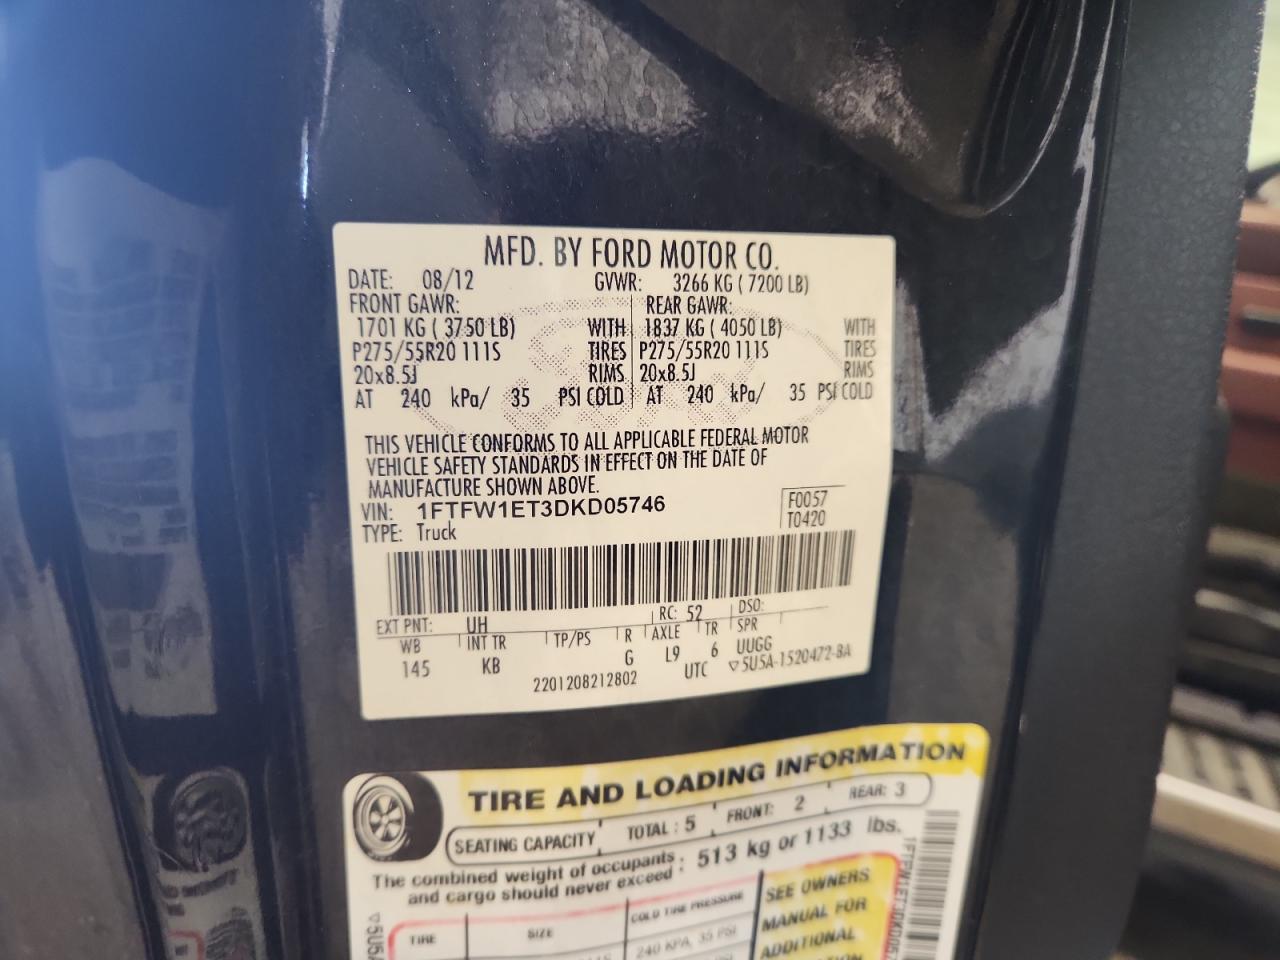 MFD. BY FORD MOTOR CO.
DATE: 08/12 GVWR: 3266 KG ( 7200 LB)
FRONT GAWR: REAR GAWR:
1701 KG ( 3750 LB) WITH 1837 KG ( 4050 LB) WITH
P275/55R20 111S TIRES P275/55R20 111S TIRES
20x8.5J RIMS 20x8.5J RIMS
AT 240 kPa/ 35 PSI COLD AT 240 kPa/ 35 PSI COLD
THIS VEHICLE CONFORMS TO ALL APPLICABLE FEDERAL MOTOR
VEHICLE SAFETY STANDARDS IN EFFECT ON THE DATE OF
MANUFACTURE SHOWN ABOVE.
VIN: 1FTFW1ET3DKD05746 F0057
TYPE: Truck T0420
EXT PNT: UH RC: 52 DSO:
WB INT TR TP/PS R AXLE TR SPR
145 KB G L9 6 UUGG
2201208212802 UTC ▽5U5A-1520472-BA
TIRE AND LOADING INFORMATION
SEATING CAPACITY TOTAL : 5 FRONT: 2 REAR: 3
The combined weight of occupants and cargo should never exceed : 513 kg or 1133 lbs.
TIRE SIZE COLD TIRE PRESSURE
240 KPA, 35 PSI
SEE OWNERS
MANUAL FOR
ADDITIONAL